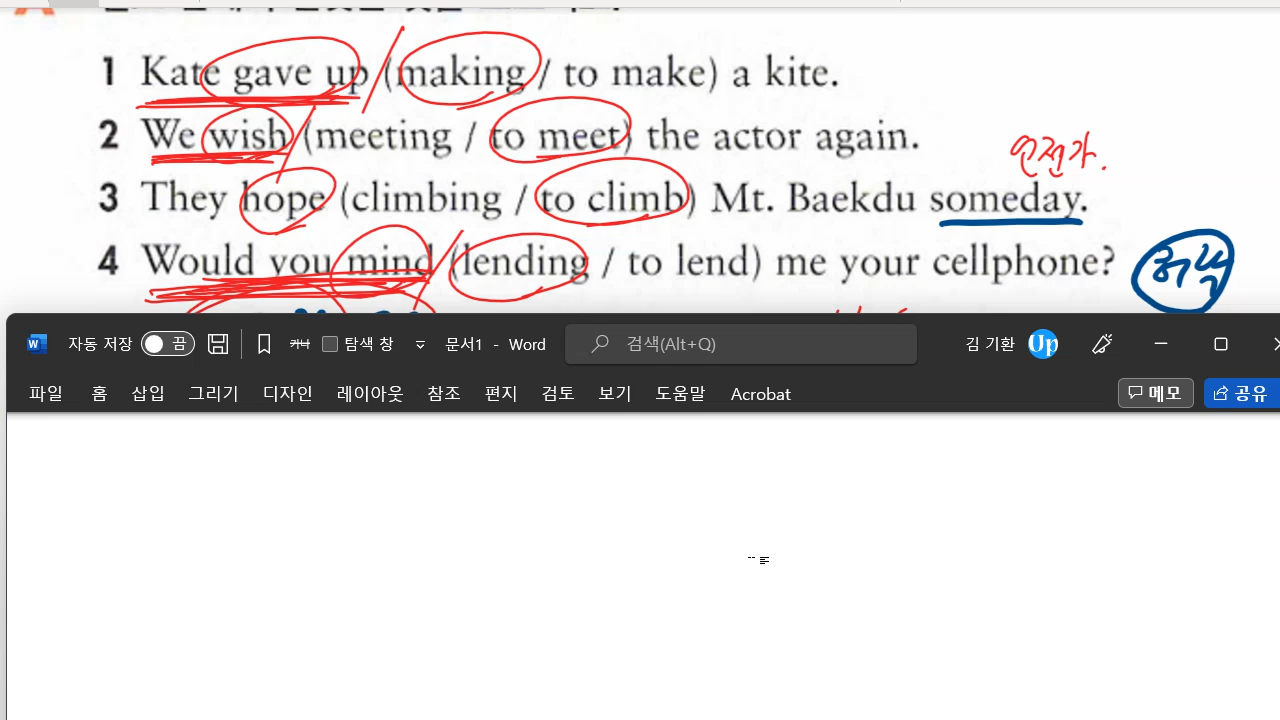 1 Kate gave up (making / to make) a kite.
2 We wish (meeting / to meet) the actor again.
언젠가.
3 They hope (climbing / to climb) Mt. Baekdu someday.
4 Would you mind (lending / to lend) me your cellphone?
허락
자동 저장 끔 가나 탐색 창 문서1 - Word 검색(Alt+Q) 김 기환 Up
파일 홈 삽입 그리기 디자인 레이아웃 참조 편지 검토 보기 도움말 Acrobat 메모 공유